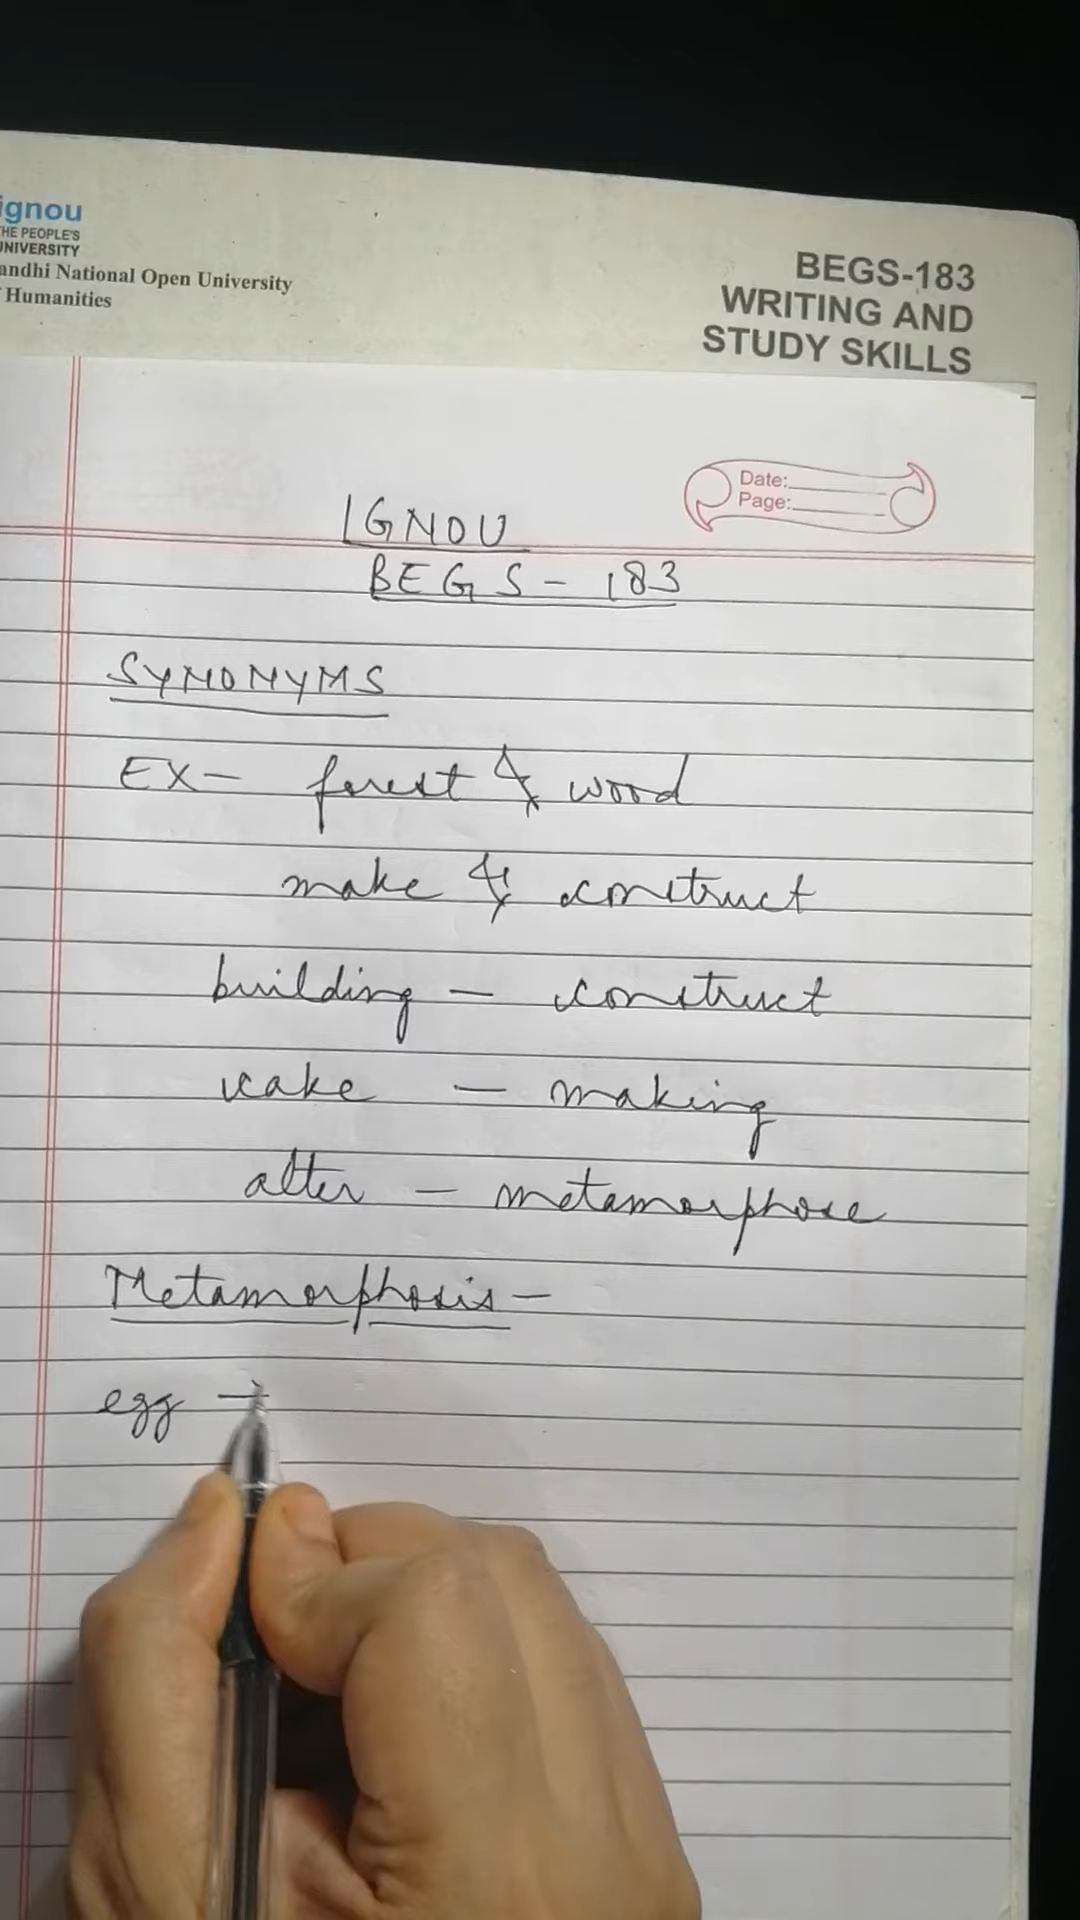 ignou
THE PEOPLE'S
UNIVERSITY
andhi National Open University
f Humanities
BEGS-183
WRITING AND
STUDY SKILLS
Date:
Page:
IGNOU
BEGS - 183
SYNONYMS
EX - forest & wood
make & construct
building - construct
cake - making
alter - metamorphose
Metamorphosis -
egg →